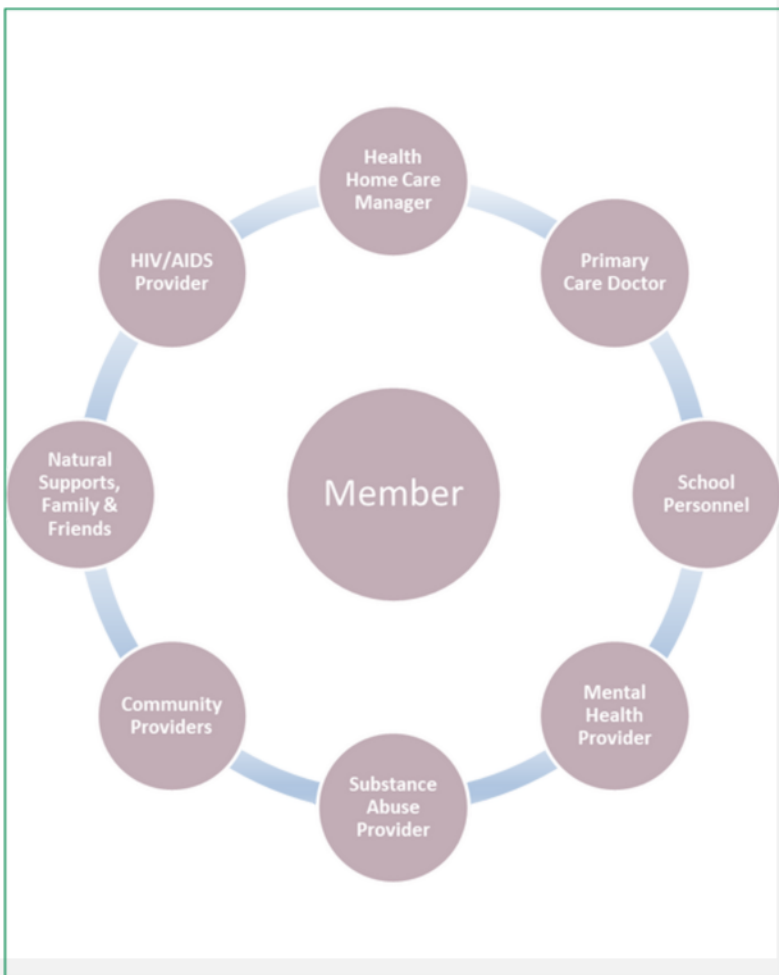 Health
Home Care
Manager
Primary
Care Doctor
School
Personnel
Mental
Health
Provider
Substance
Abuse
Provider
Community
Providers
Natural
Supports,
Family &
Friends
HIV/AIDS
Provider
Member